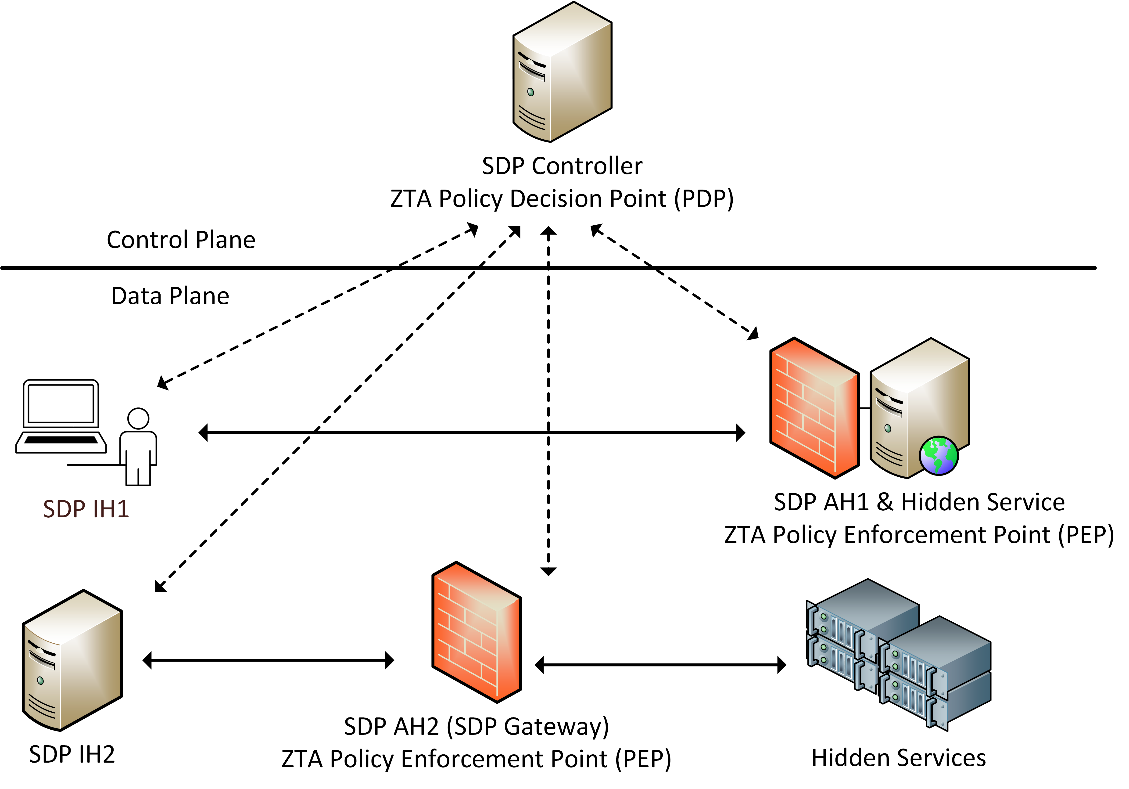 SDP Controller
ZTA Policy Decision Point (PDP)
Control Plane
Data Plane
SDP IH1
SDP AH1 & Hidden Service
ZTA Policy Enforcement Point (PEP)
SDP IH2
SDP AH2 (SDP Gateway)
ZTA Policy Enforcement Point (PEP)
Hidden Services